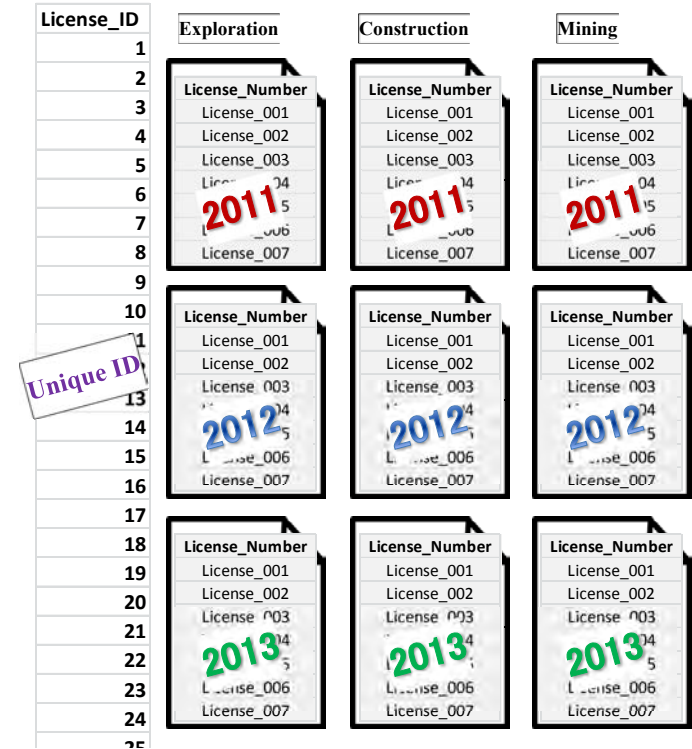 License_ID
1
2
3
4
5
6
7
8
9
10
13
14
15
16
17
18
19
20
21
22
23
24
25
Unique ID
Exploration Construction Mining
License_Number License_Number License_Number
License_001 License_001 License_001
License_002 License_002 License_002
License_003 License_003 License_003
2011 2011 2011
License_007 License_007 License_007
License_Number License_Number License_Number
License_001 License_001 License_001
License_002 License_002 License_002
License_003 License_003 License_003
2012 2012 2012
License_006 License_006 License_006
License_007 License_007 License_007
License_Number License_Number License_Number
License_001 License_001 License_001
License_002 License_002 License_002
License_003 License_003 License_003
2013 2013 2013
License_006 License_006 License_006
License_007 License_007 License_007